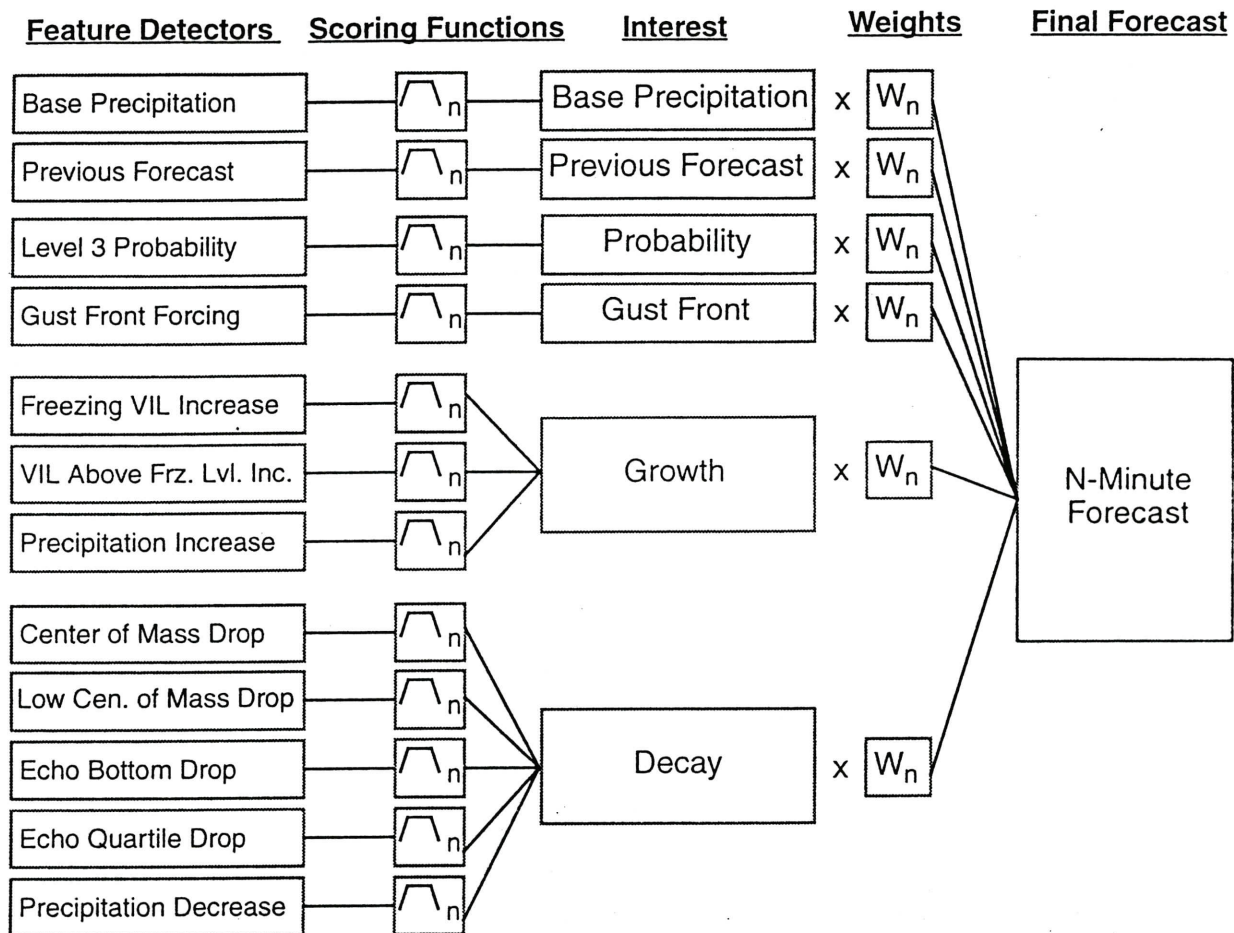 Feature Detectors Scoring Functions Interest Weights Final Forecast
Base Precipitation n Base Precipitation x Wn
Previous Forecast n Previous Forecast x Wn
Level 3 Probability n Probability x Wn
Gust Front Forcing n Gust Front x Wn
Freezing VIL Increase n
VIL Above Frz. Lvl. Inc. n Growth x Wn
Precipitation Increase n
N-Minute
Forecast
Center of Mass Drop n
Low Cen. of Mass Drop n
Echo Bottom Drop n Decay x Wn
Echo Quartile Drop n
Precipitation Decrease n